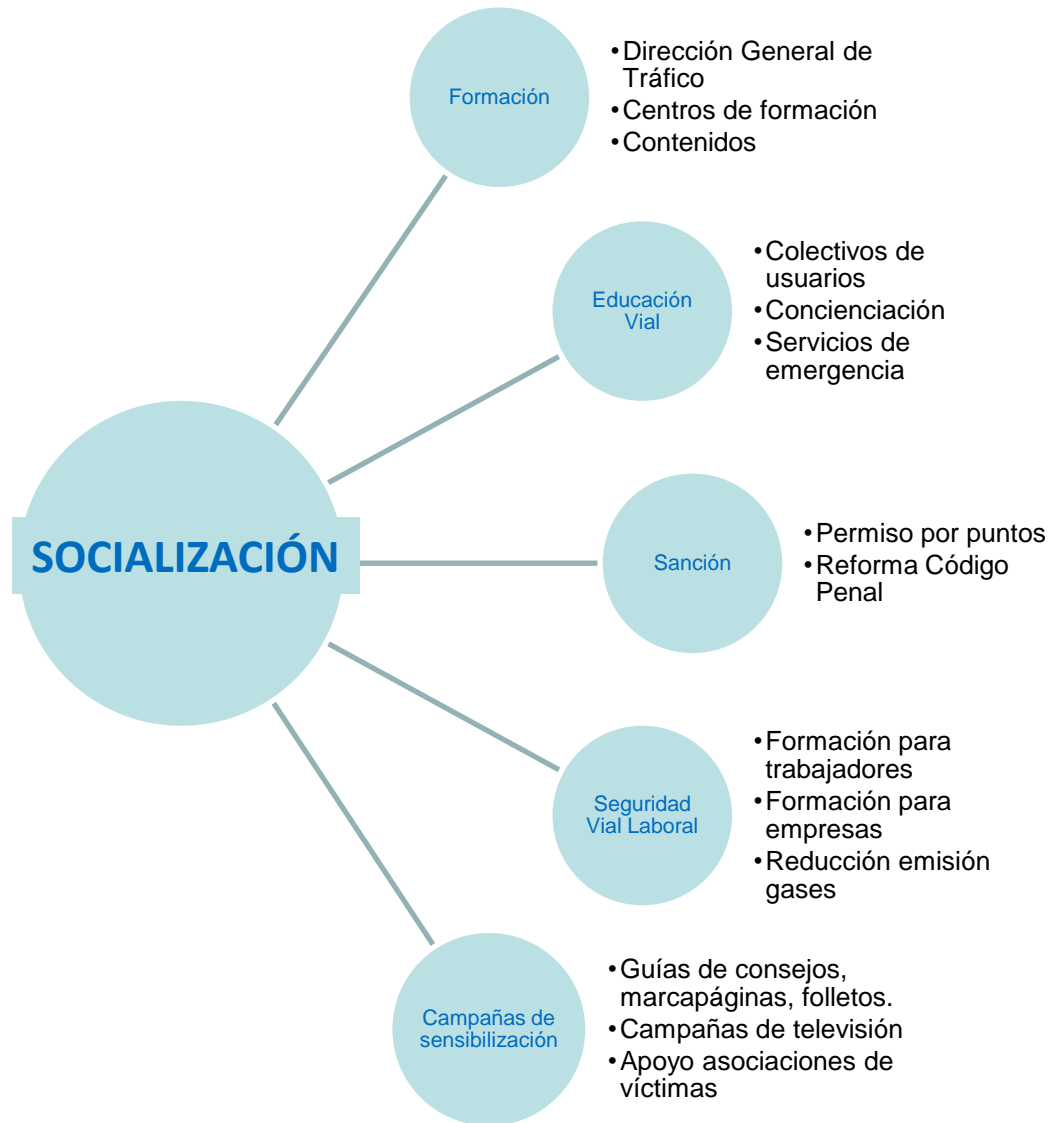 Formación
•Dirección General de
Tráfico
•Centros de formación
•Contenidos
Educación
Vial
•Colectivos de
usuarios
•Concienciación
•Servicios de
emergencia
SOCIALIZACIÓN
Sanción
•Permiso por puntos
•Reforma Código
Penal
Seguridad
Vial Laboral
•Formación para
trabajadores
•Formación para
empresas
•Reducción emisión
gases
Campañas de
sensibilización
•Guías de consejos,
marcapáginas, folletos.
•Campañas de televisión
•Apoyo asociaciones de
víctimas